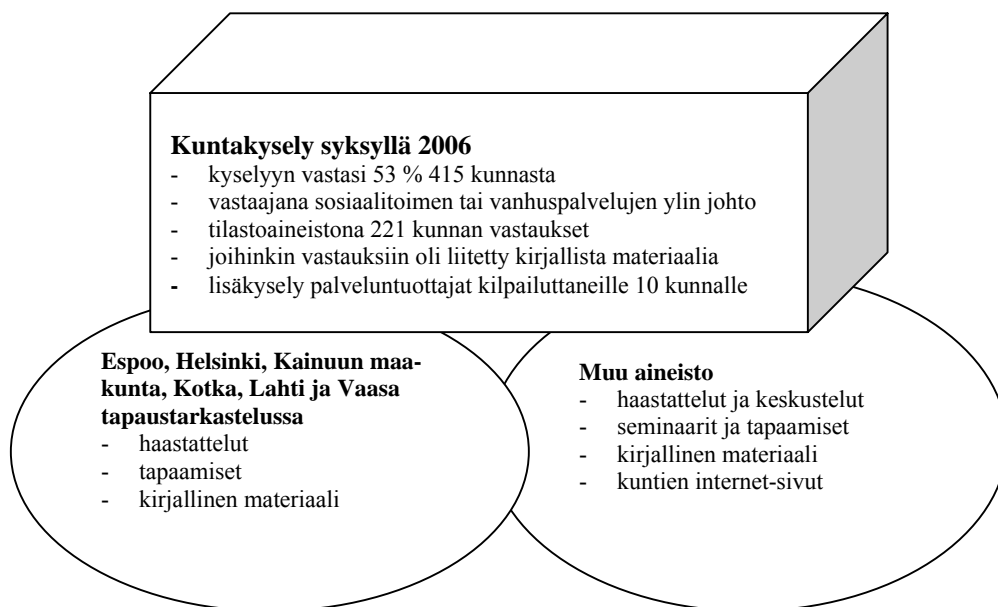 Kuntakysely syksyllä 2006
- kyselyyn vastasi 53 % 415 kunnasta
- vastaajana sosiaalitoimen tai vanhuspalvelujen ylin johto
- tilastoaineistona 221 kunnan vastaukset
- joihinkin vastauksiin oli liitetty kirjallista materiaalia
- lisäkysely palveluntuottajat kilpailuttaneille 10 kunnalle
Espoo, Helsinki, Kainuun maa-
kunta, Kotka, Lahti ja Vaasa
tapaustarkastelussa
- haastattelut
- tapaamiset
- kirjallinen materiaali
Muu aineisto
- haastattelut ja keskustelut
- seminaarit ja tapaamiset
- kirjallinen materiaali
- kuntien internet-sivut